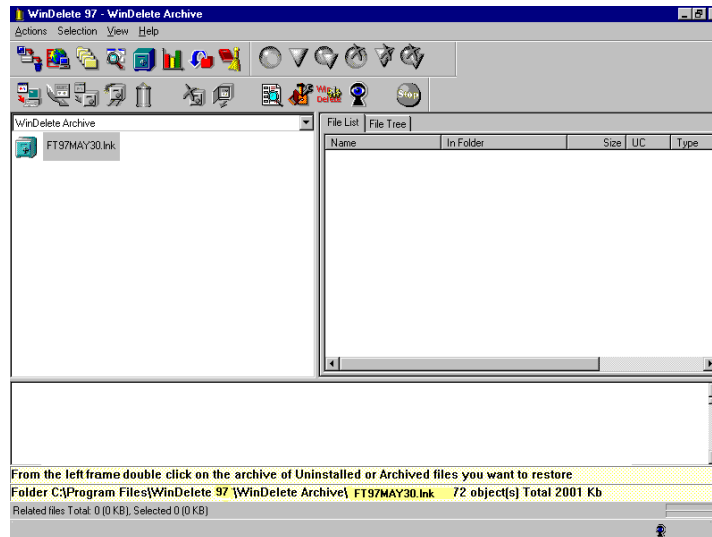 WinDelete 97 - WinDelete Archive
Actions Selection View Help
Stop
WinDelete Archive
File List File Tree
FT97MAY30.lnk
Name In Folder Size UC Type
From the left frame double click on the archive of Uninstalled or Archived files you want to restore
Folder C:\Program Files\WinDelete 97 \WinDelete Archive\ FT97MAY30.lnk 72 object(s) Total 2001 Kb
Related files Total: 0 (0 KB), Selected 0 (0 KB)